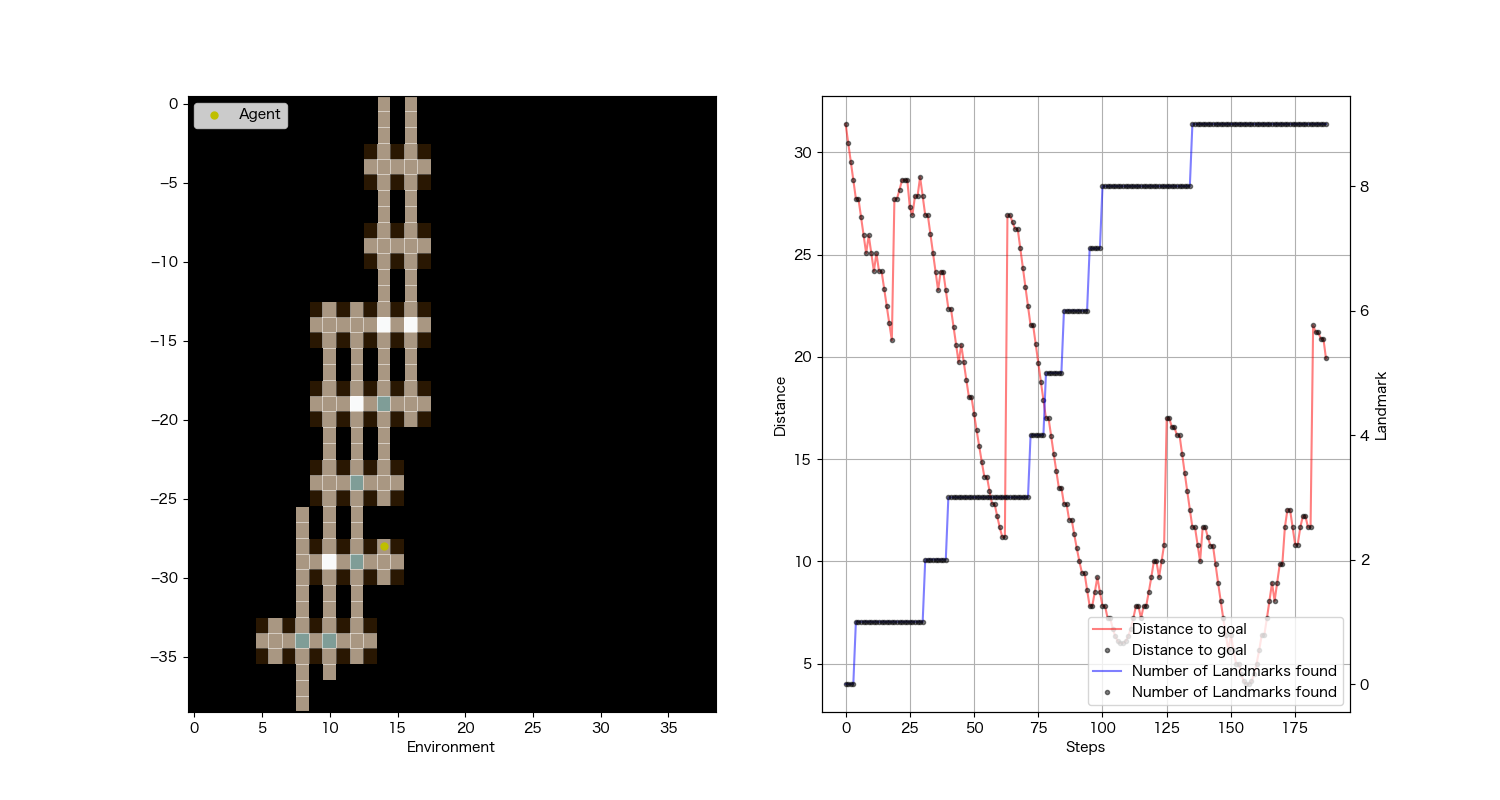 Agent
0
−5
−10
−15
−20
−25
−30
−35
0 5 10 15 20 25 30 35
Environment
Distance
30
25
20
15
10
5
0 25 50 75 100 125 150 175
Steps
8
6
4
2
0
Landmark
Distance to goal
Distance to goal
Number of Landmarks found
Number of Landmarks found